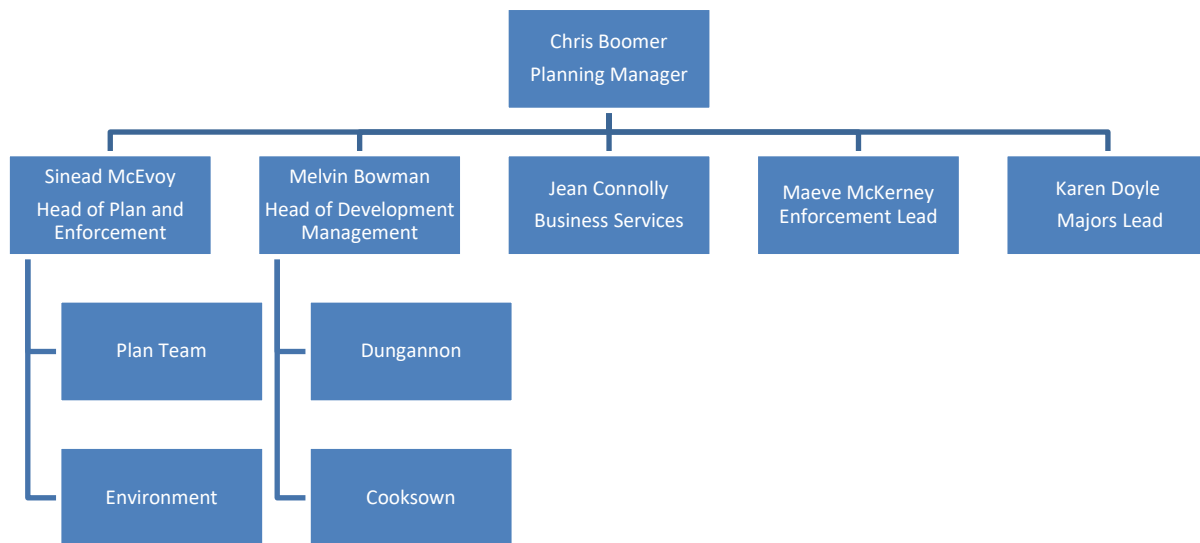 Chris Boomer
Planning Manager
Sinead McEvoy
Head of Plan and
Enforcement
Melvin Bowman
Head of Development
Management
Jean Connolly
Business Services
Maeve McKerney
Enforcement Lead
Karen Doyle
Majors Lead
Plan Team
Dungannon
Environment
Cooksown